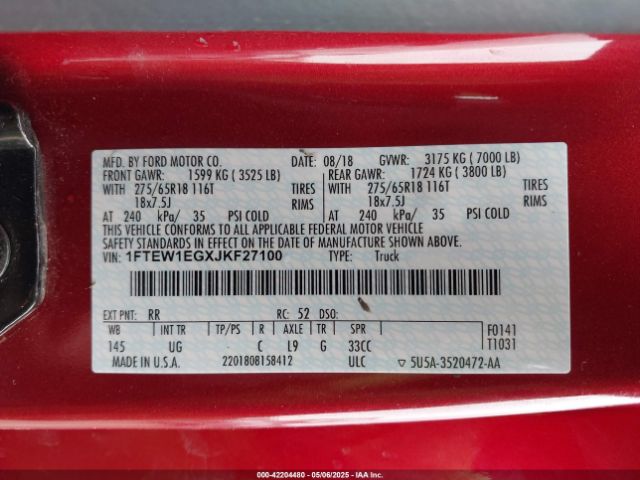 MFD. BY FORD MOTOR CO. DATE: 08/18 GVWR: 3175 KG ( 7000 LB)
FRONT GAWR: 1599 KG ( 3525 LB) REAR GAWR: 1724 KG ( 3800 LB)
WITH 275/65R18 116T TIRES WITH 275/65R18 116T TIRES
18x7.5J RIMS 18x7.5J RIMS
AT 240 kPa/ 35 PSI COLD AT 240 kPa/ 35 PSI COLD
THIS VEHICLE CONFORMS TO ALL APPLICABLE FEDERAL MOTOR VEHICLE
SAFETY STANDARDS IN EFFECT ON THE DATE OF MANUFACTURE SHOWN ABOVE.
VIN: 1FTEW1EGXJKF27100 TYPE: Truck
EXT PNT: RR RC: 52 DSO:
WB INT TR TP/PS R AXLE TR SPR F0141
145 UG C L9 G 33CC T1031
MADE IN U.S.A. 2201808158412 ULC ▽ 5U5A-3520472-AA
000-42204480 - 05/06/2025 - PUBLIC - IAAI.COM